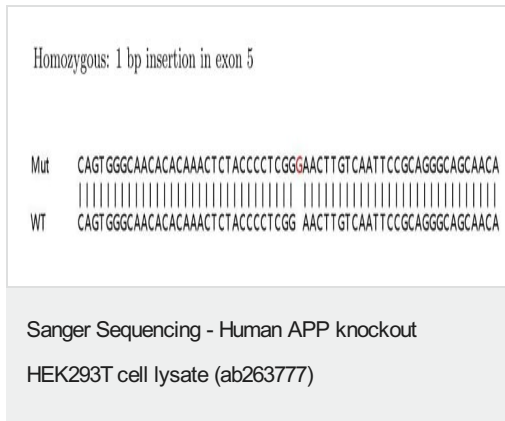 Homozygous: 1 bp insertion in exon 5
Mut CAGTGGGCAACACACAAACTCTACCCCTCGGGAACTTGTCAATTCCGCAGGGCAGCAACA
WT CAGTGGGCAACACACAAACTCTACCCCTCGG AACTTGTCAATTCCGCAGGGCAGCAACA
Sanger Sequencing - Human APP knockout
HEK293T cell lysate (ab263777)